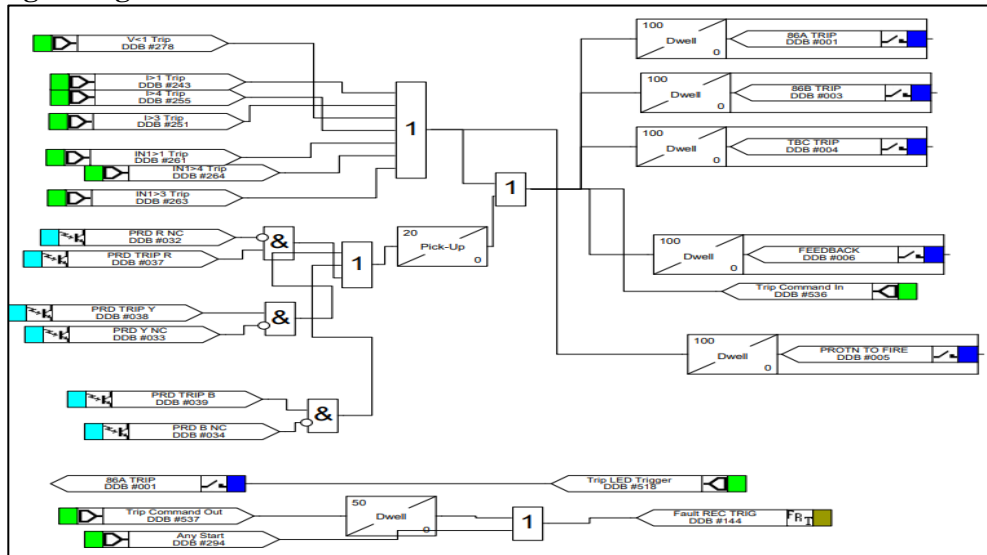 V<1 Trip
DDB #278
I>1 Trip
DDB #243
I>4 Trip
DDB #255
I>3 Trip
DDB #251
IN1>1 Trip
DDB #261
IN1>4 Trip
DDB #264
IN1>3 Trip
DDB #263
1
1
100
Dwell
0
86A TRIP
DDB #001
100
Dwell
0
86B TRIP
DDB #003
100
Dwell
0
TBC TRIP
DDB #004
PRD R NC
DDB #032
PRD TRIP R
DDB #037
&
1
20
Pick-Up
0
100
Dwell
0
FEEDBACK
DDB #006
Trip Command In
DDB #536
PRD TRIP Y
DDB #038
PRD Y NC
DDB #033
&
100
Dwell
0
PROTN TO FIRE
DDB #005
PRD TRIP B
DDB #039
PRD B NC
DDB #034
&
86A TRIP
DDB #001
Trip LED Trigger
DDB #518
Trip Command Out
DDB #537
50
Dwell
0
Any Start
DDB #294
1
Fault REC TRIG
DDB #144
FRT